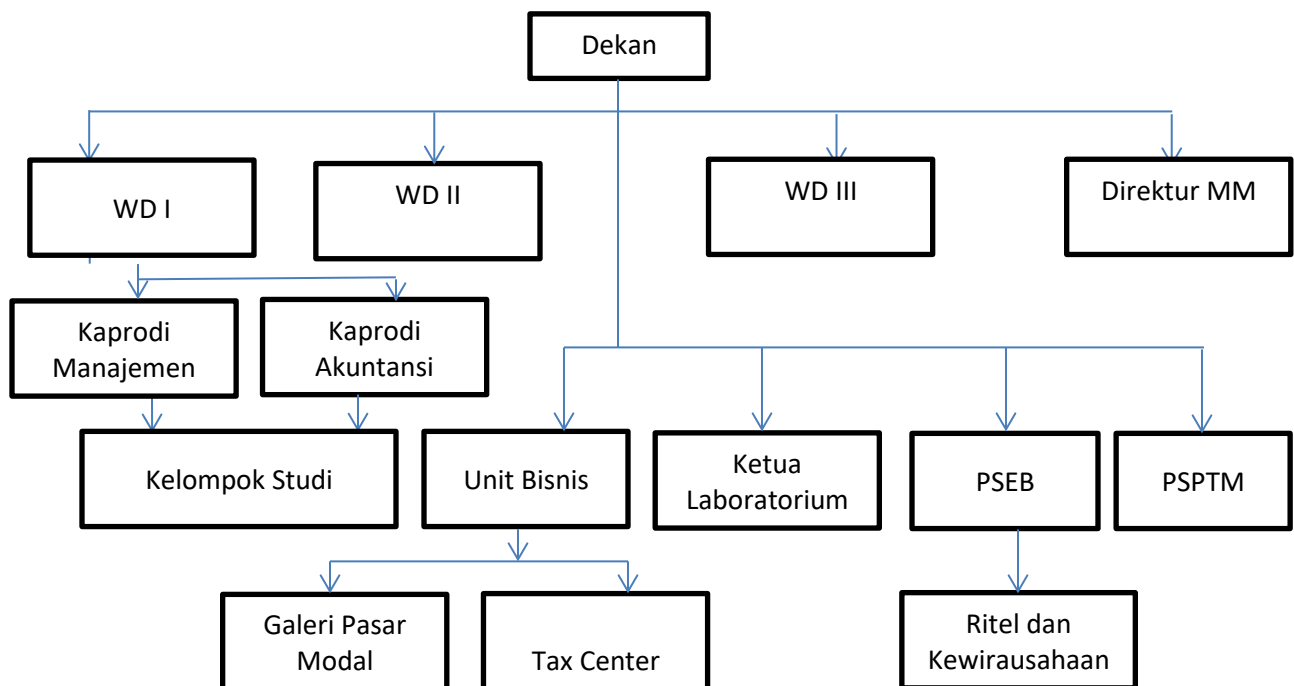 Dekan
WD I
WD II
WD III
Direktur MM
Kaprodi
Manajemen
Kaprodi
Akuntansi
Kelompok Studi
Unit Bisnis
Ketua
Laboratorium
PSEB
PSPTM
Galeri Pasar
Modal
Tax Center
Ritel dan
Kewirausahaan